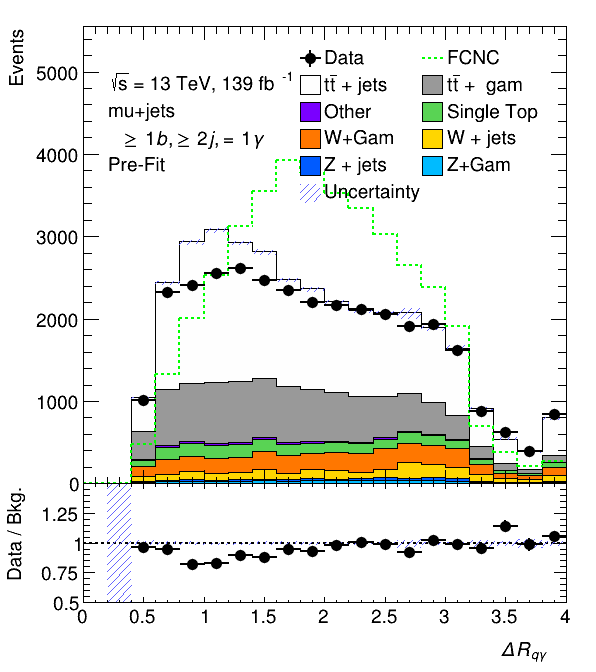 Events
5000
4000
3000
2000
1000
0
√s = 13 TeV, 139 fb⁻¹
mu+jets
≥ 1b, ≥ 2j, = 1γ
Pre-Fit
Data FCNC
tt̄ + jets tt̄ + gam
Other Single Top
W+Gam W + jets
Z + jets Z+Gam
Uncertainty
Data / Bkg.
1.25
1
0.75
0.5
0 0.5 1 1.5 2 2.5 3 3.5 4
ΔR_qγ